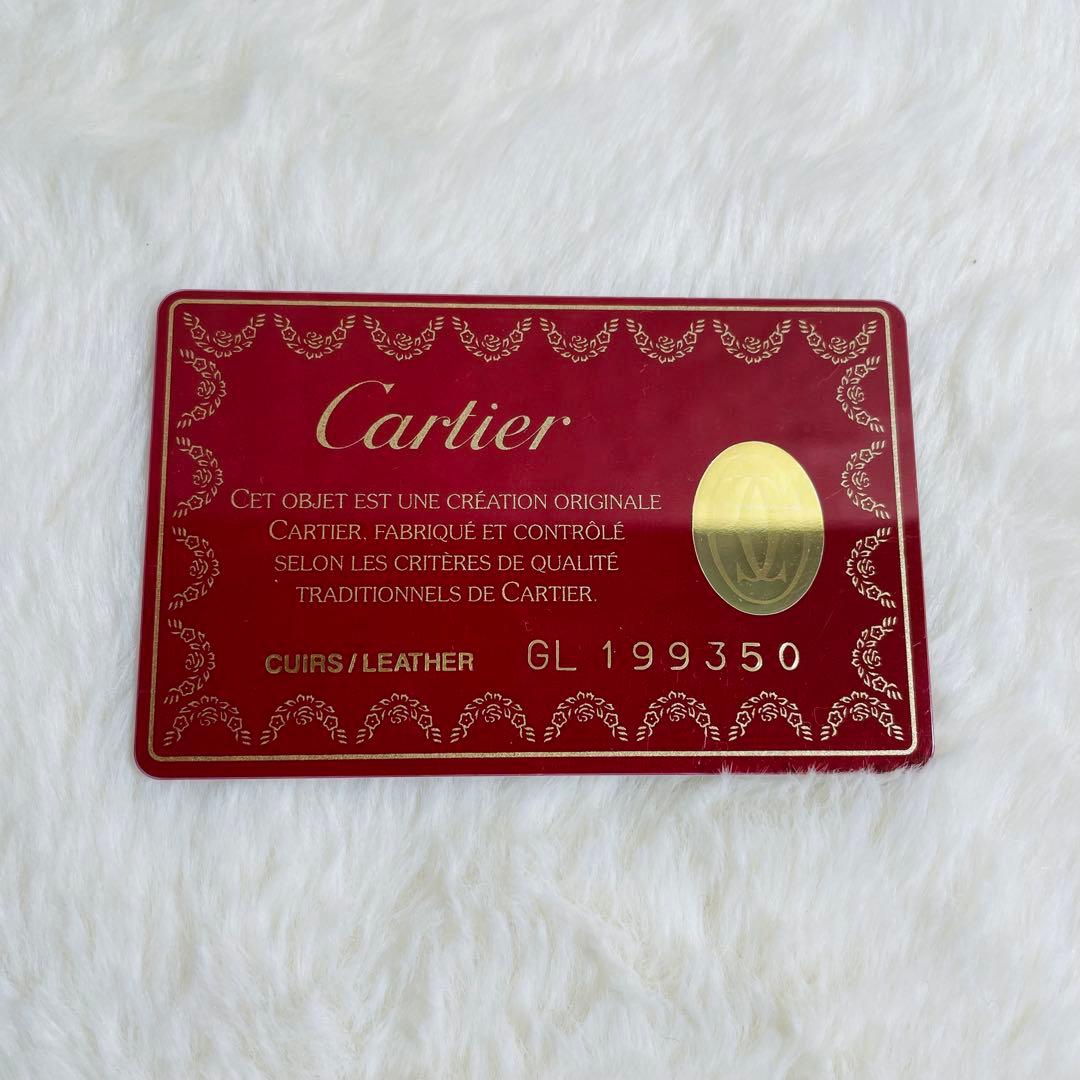 Cartier
CET OBJET EST UNE CRÉATION ORIGINALE
CARTIER, FABRIQUÉ ET CONTRÔLÉ
SELON LES CRITÈRES DE QUALITÉ
TRADITIONNELS DE CARTIER.
CUIRS/LEATHER GL 199350